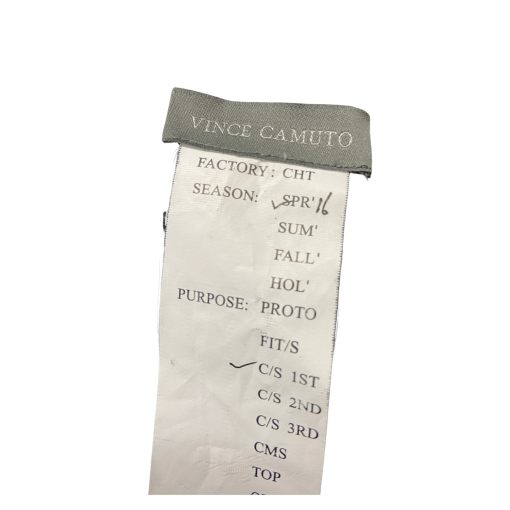 VINCE CAMUTO
FACTORY: CHT
SEASON: ✓SPR'16
SUM'
FALL'
HOL'
PURPOSE: PROTO
FIT/S
✓C/S 1ST
C/S 2ND
C/S 3RD
CMS
TOP